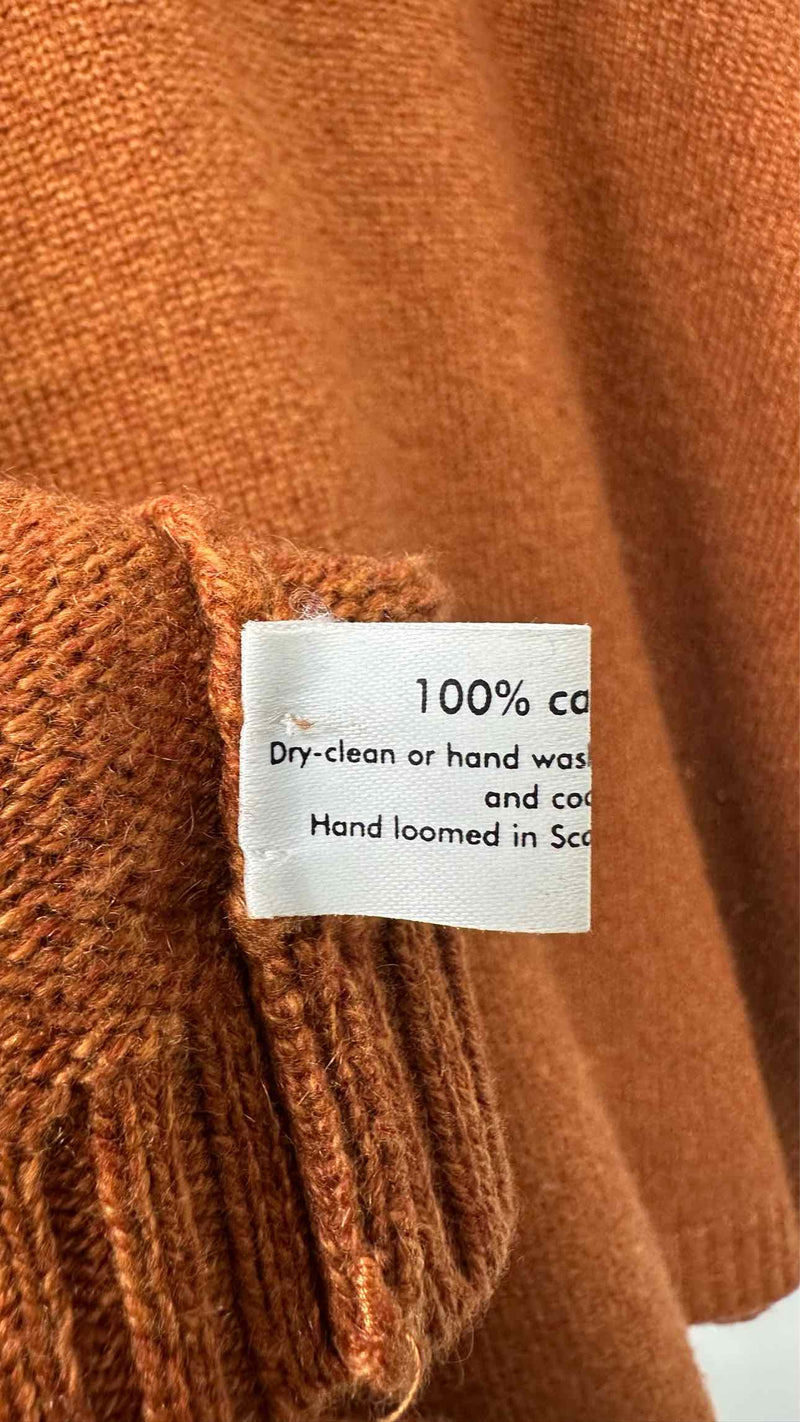 100% ca
Dry-clean or hand was
and coo
Hand loomed in Sco